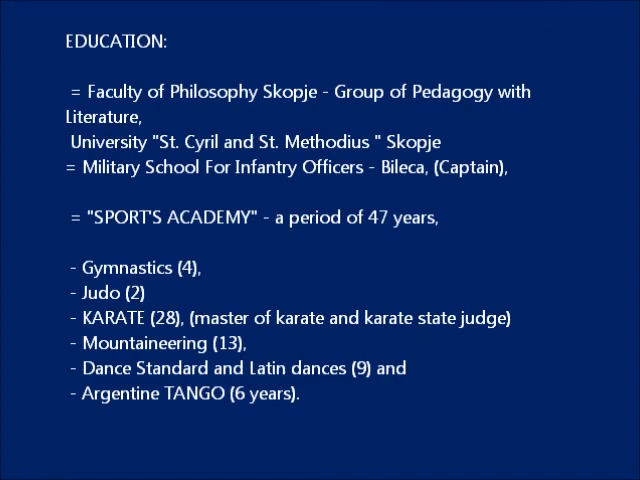 EDUCATION:
= Faculty of Philosophy Skopje - Group of Pedagogy with
Literature,
University "St. Cyril and St. Methodius " Skopje
= Military School For Infantry Officers - Bileca, (Captain),
= "SPORT'S ACADEMY" - a period of 47 years,
- Gymnastics (4),
- Judo (2)
- KARATE (28), (master of karate and karate state judge)
- Mountaineering (13),
- Dance Standard and Latin dances (9) and
- Argentine TANGO (6 years).